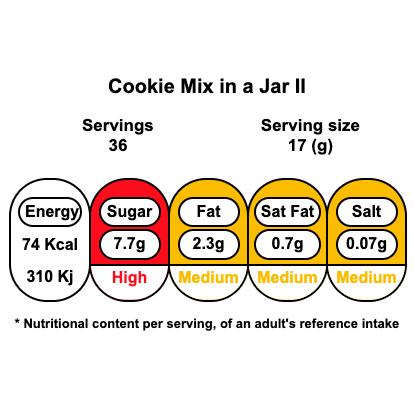 Cookie Mix in a Jar II
Servings Serving size
36 17 (g)
Energy Sugar Fat Sat Fat Salt
74 Kcal 7.7g 2.3g 0.7g 0.07g
310 Kj High Medium Medium Medium
* Nutritional content per serving, of an adult's reference intake